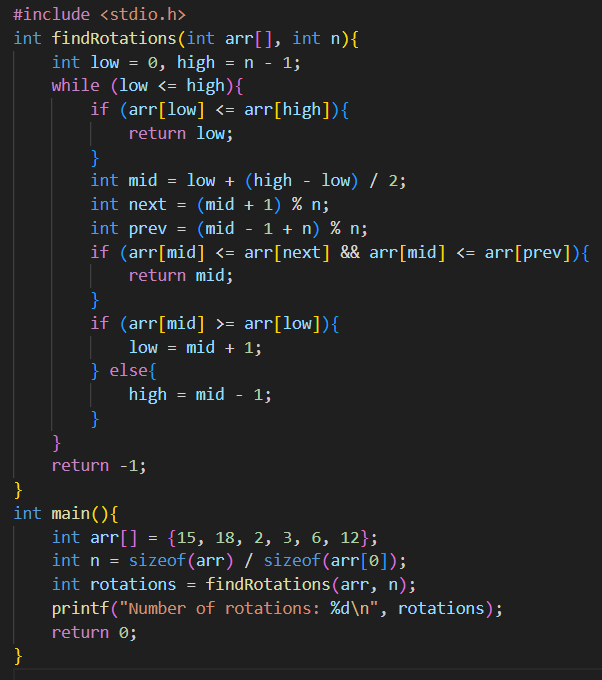 #include <stdio.h>
int findRotations(int arr[], int n){
    int low = 0, high = n - 1;
    while (low <= high){
        if (arr[low] <= arr[high]){
            return low;
        }
        int mid = low + (high - low) / 2;
        int next = (mid + 1) % n;
        int prev = (mid - 1 + n) % n;
        if (arr[mid] <= arr[next] && arr[mid] <= arr[prev]){
            return mid;
        }
        if (arr[mid] >= arr[low]){
            low = mid + 1;
        } else{
            high = mid - 1;
        }
    }
    return -1;
}
int main(){
    int arr[] = {15, 18, 2, 3, 6, 12};
    int n = sizeof(arr) / sizeof(arr[0]);
    int rotations = findRotations(arr, n);
    printf("Number of rotations: %d\n", rotations);
    return 0;
}